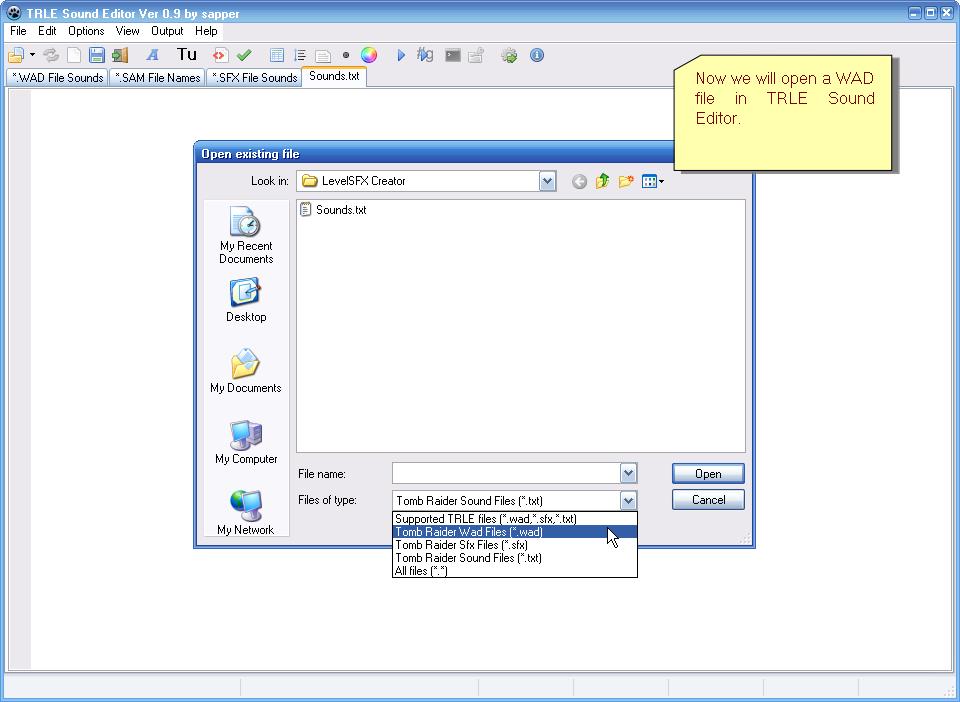 TRLE Sound Editor Ver 0.9 by sapper
File Edit Options View Output Help
A Tu
*.WAD File Sounds *.SAM File Names *.SFX File Sounds Sounds.txt
Now we will open a WAD
file in TRLE Sound
Editor.
Open existing file
Look in: LevelSFX Creator
Sounds.txt
My Recent
Documents
Desktop
My Documents
My Computer
My Network
File name:
Open
Files of type: Tomb Raider Sound Files (*.txt)
Cancel
Supported TRLE files (*.wad,*.sfx,*.txt)
Tomb Raider Wad Files (*.wad)
Tomb Raider Sfx Files (*.sfx)
Tomb Raider Sound Files (*.txt)
All files (*.*)